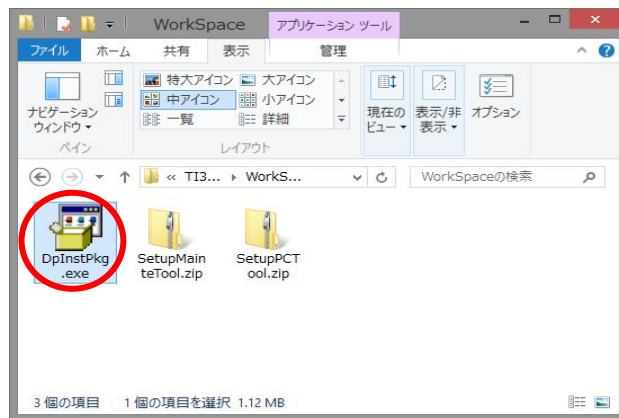 WorkSpace アプリケーション ツール
ファイル ホーム 共有 表示 管理
ナビゲーション
ウィンドウ
ペイン
特大アイコン 大アイコン
中アイコン 小アイコン
一覧 詳細
レイアウト
現在の
ビュー
表示/非
表示
オプション
« TI3... WorkS... WorkSpaceの検索
DpInstPkg
.exe
SetupMain
teTool.zip
SetupPCT
ool.zip
3 個の項目 1 個の項目を選択 1.12 MB